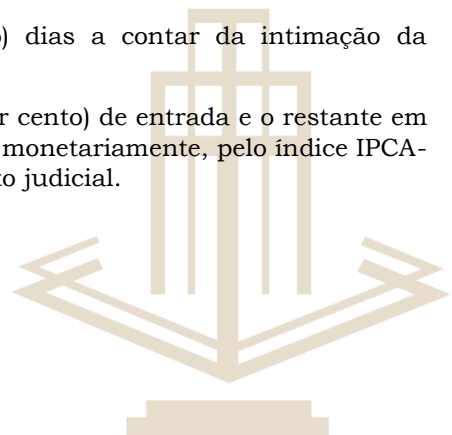 ) dias a contar da intimação da
r cento) de entrada e o restante em
monetariamente, pelo índice IPCA-
to judicial.